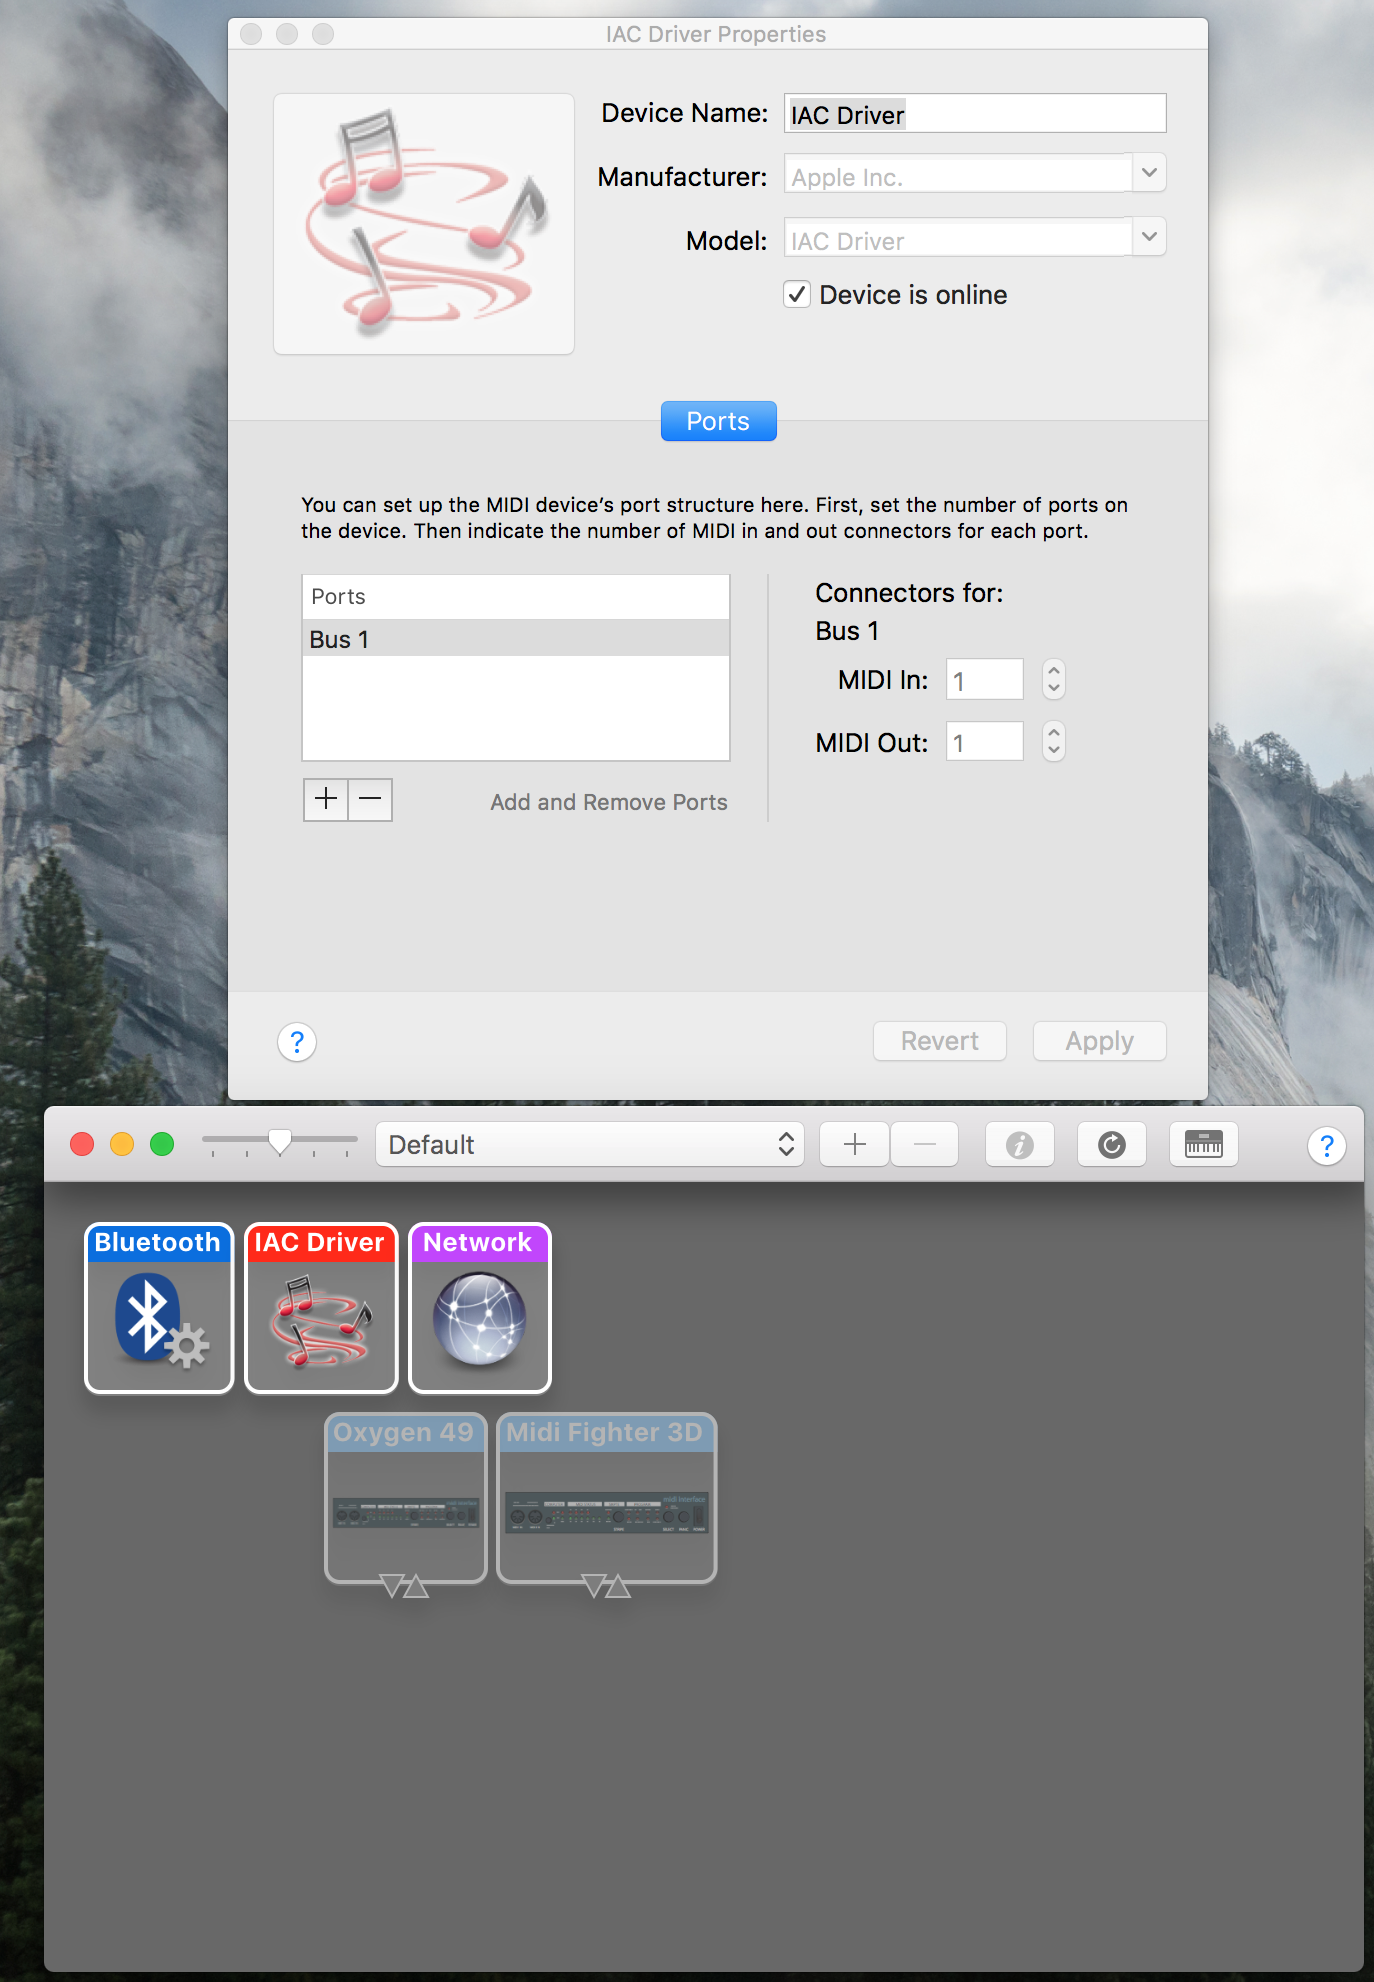 IAC Driver Properties
Device Name: IAC Driver
Manufacturer: Apple Inc.
Model: IAC Driver
Device is online
Ports
You can set up the MIDI device’s port structure here. First, set the number of ports on
the device. Then indicate the number of MIDI in and out connectors for each port.
Ports
Bus 1
Add and Remove Ports
Connectors for:
Bus 1
MIDI In: 1
MIDI Out: 1
?
Revert
Apply
Default
?
Bluetooth
IAC Driver
Network
Oxygen 49
Midi Fighter 3D
midi interface
midi interface